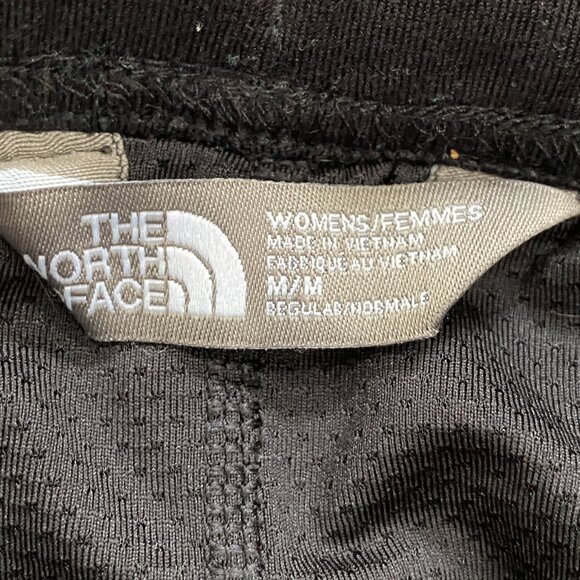 THE
NORTH
FACE
WOMENS/FEMMES
MADE IN VIETNAM
FABRIQUE AU VIETNAM
M/M
REGULAR/NORMALE